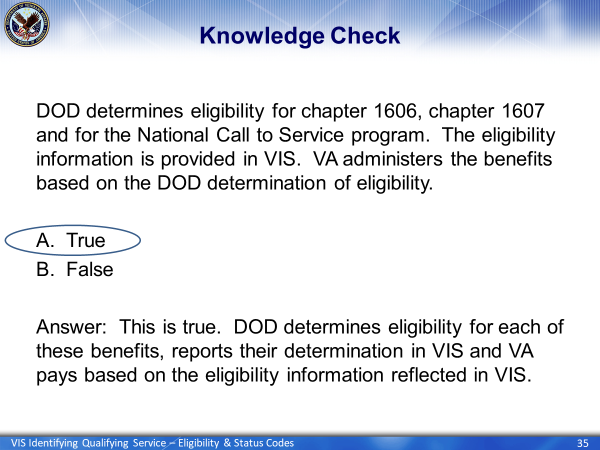 Knowledge Check
DOD determines eligibility for chapter 1606, chapter 1607
and for the National Call to Service program.  The eligibility
information is provided in VIS.  VA administers the benefits
based on the DOD determination of eligibility.
A.  True
B.  False
Answer:  This is true.  DOD determines eligibility for each of
these benefits, reports their determination in VIS and VA
pays based on the eligibility information reflected in VIS.
VIS Identifying Qualifying Service – Eligibility & Status Codes
35